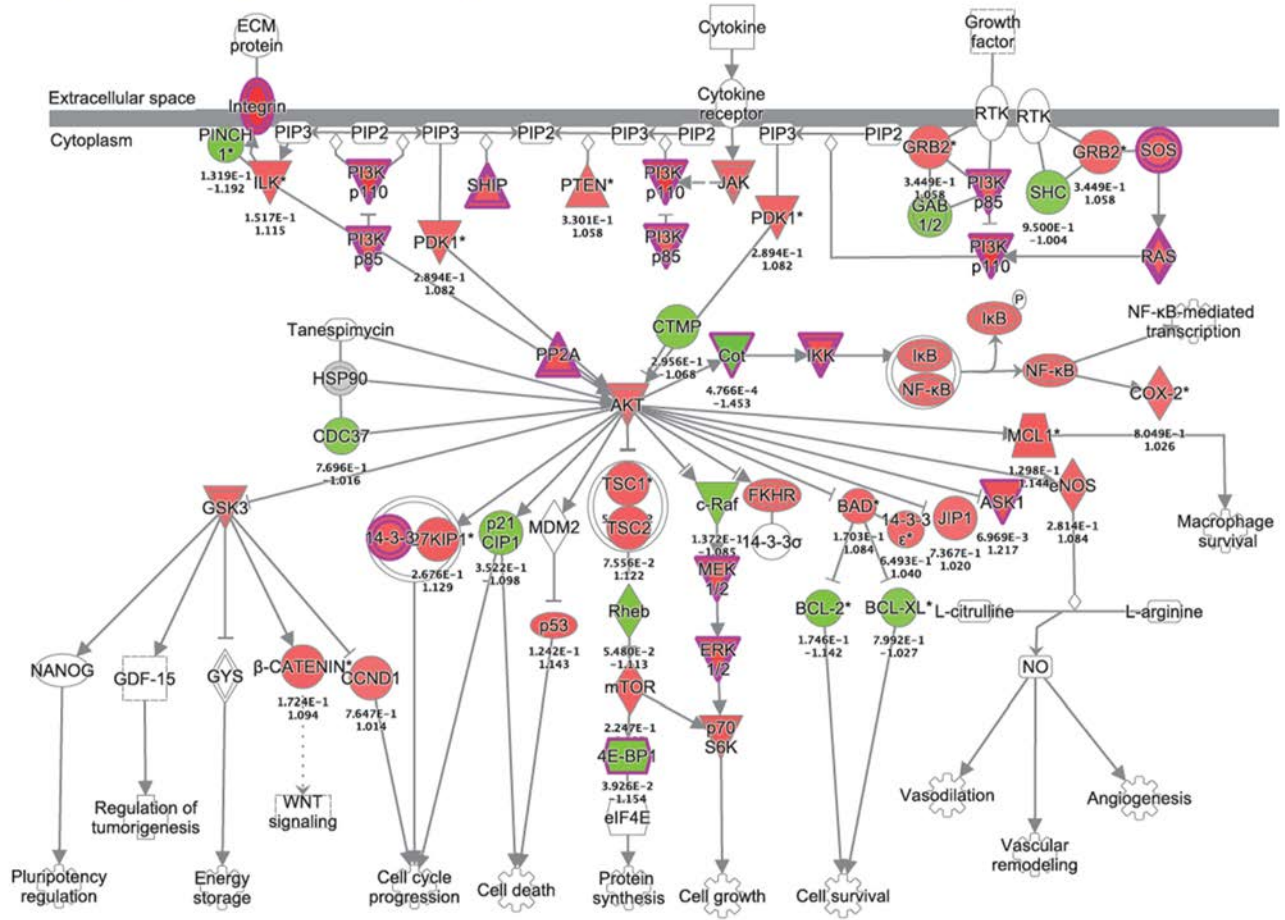 ECM
protein
Cytokine
Growth
factor
Extracellular space
Integrin
Cytokine
receptor
RTK
RTK
Cytoplasm
PINCH
1*
PIP3
PIP2
PIP3
PIP2
PIP3
PIP2
PIP3
PIP2
GRB2*
GRB2*
SOS
1.319E-1
-1.192
ILK*
1.517E-1
1.115
PI3K
p110
SHIP
PTEN*
3.301E-1
1.058
PI3K
p110
JAK
3.449E-1
1.058
GAB
1/2
PI3K
p85
SHC
3.449E-1
1.058
9.500E-1
-1.004
PI3K
p85
PDK1*
2.894E-1
1.082
PI3K
p85
PDK1*
2.894E-1
1.082
PI3K
p110
RAS
Tanespimycin
PP2A
CTMP
2.956E-1
-1.068
Cot
4.766E-4
-1.453
IKK
IκB
P
IκB
NF-κB
NF-κB
NF-κB-mediated
transcription
COX-2*
8.049E-1
1.026
HSP90
CDC37
7.696E-1
-1.016
AKT
MCL1*
1.298E-1
1.144
eNOS
2.814E-1
1.084
Macrophage
survival
GSK3
14-3-3
27KIP1*
2.676E-1
1.129
p21
CIP1
3.522E-1
-1.098
MDM2
TSC1*
TSC2
7.556E-2
1.122
c-Raf
1.372E-1
-1.085
FKHR
14-3-3σ
BAD*
1.703E-1
1.084
14-3-3
ε*
6.493E-1
1.040
JIP1
7.367E-1
1.020
ASK1
6.969E-3
1.217
MEK
1/2
Rheb
5.480E-2
-1.113
p53
1.242E-1
1.143
BCL-2*
1.746E-1
-1.142
BCL-XL*
7.992E-1
-1.027
L-citrulline
L-arginine
NO
ERK
1/2
NANOG
GDF-15
GYS
β-CATENIN*
1.724E-1
1.094
CCND1
7.647E-1
1.014
mTOR
2.247E-1
p70
S6K
4E-BP1
3.926E-2
-1.154
eIF4E
Regulation of
tumorigenesis
WNT
signaling
Vasodilation
Angiogenesis
Vascular
remodeling
Pluripotency
regulation
Energy
storage
Cell cycle
progression
Cell death
Protein
synthesis
Cell growth
Cell survival